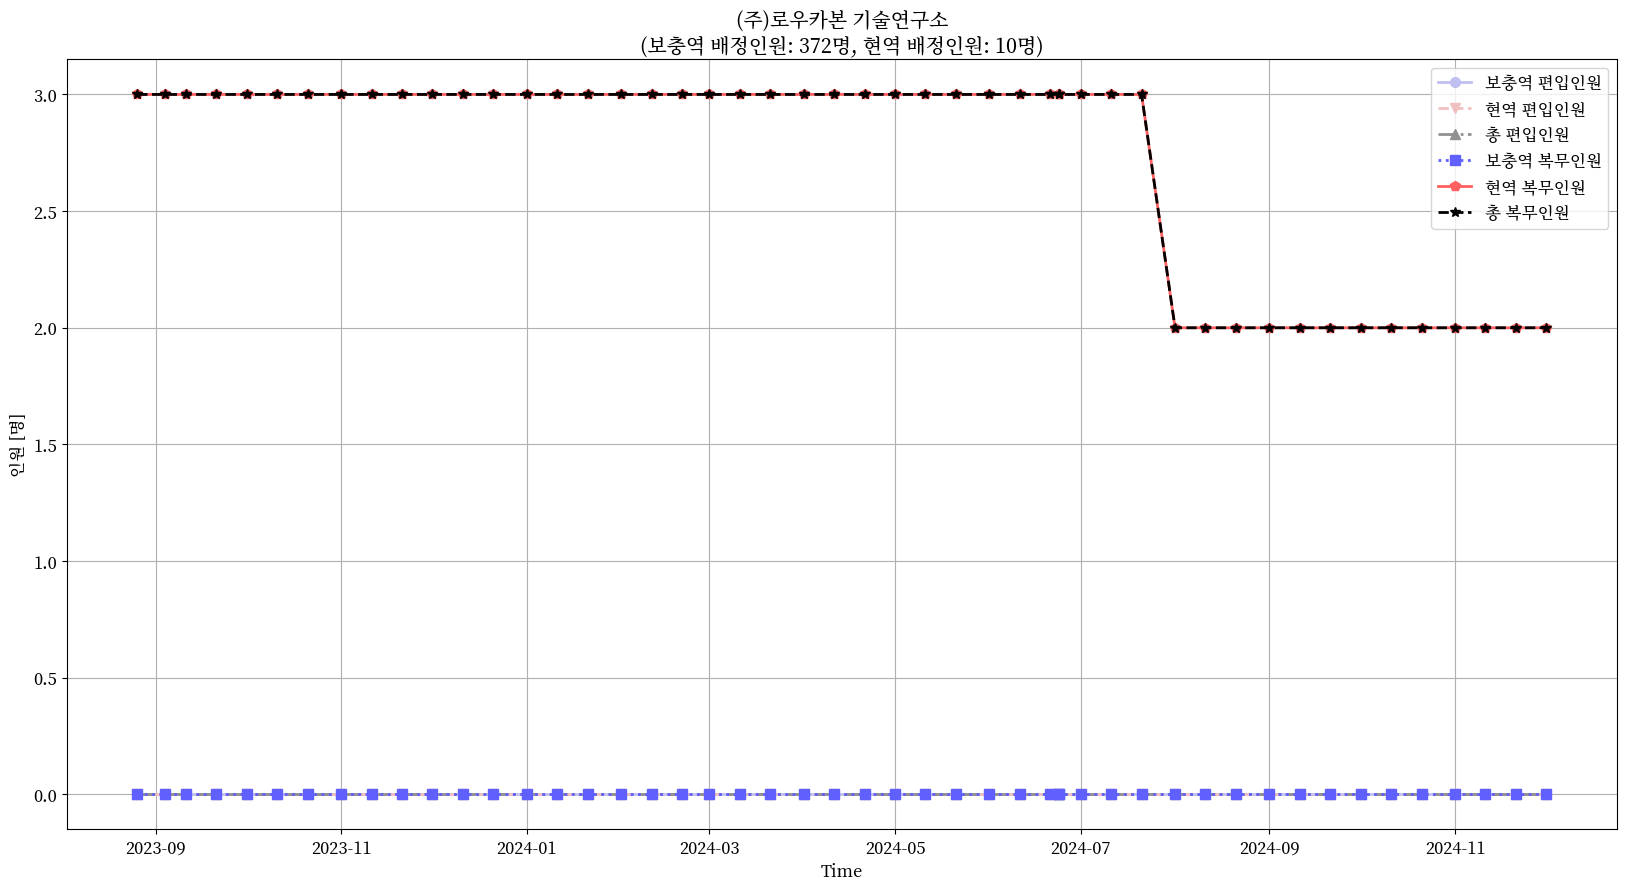 (주)로우카본 기술연구소
(보충역 배정인원: 372명, 현역 배정인원: 10명)
보충역 편입인원
현역 편입인원
총 편입인원
보충역 복무인원
현역 복무인원
총 복무인원
인원 [명]
3.0
2.5
2.0
1.5
1.0
0.5
0.0
2023-09 2023-11 2024-01 2024-03 2024-05 2024-07 2024-09 2024-11
Time